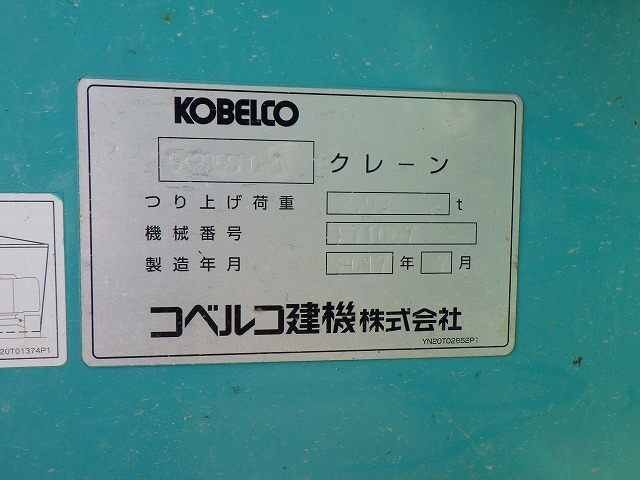 KOBELCO
クレーン
つり上げ荷重 t
機械番号
製造年月 年 月
コベルコ建機株式会社
YN20T02852P1
20T01374P1